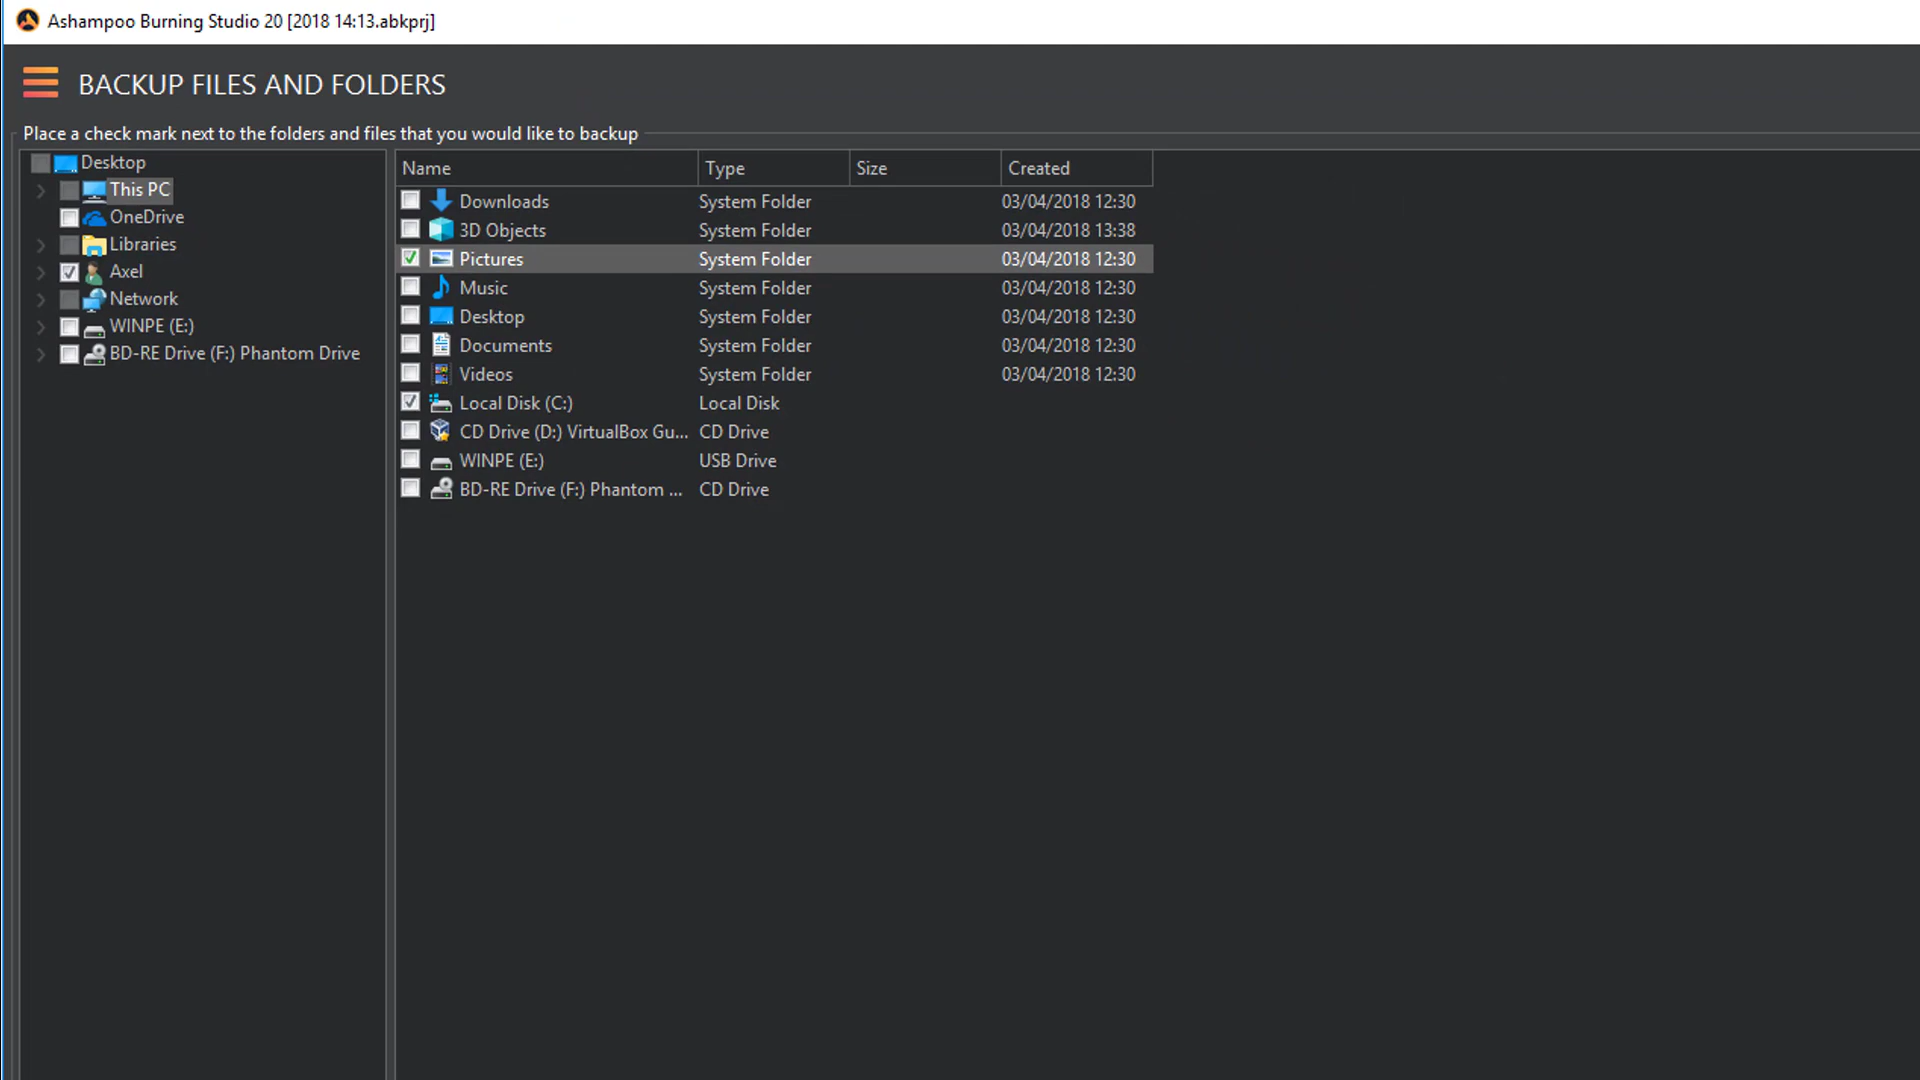 Ashampoo Burning Studio 20 [2018 14:13.abkprj]
BACKUP FILES AND FOLDERS
Place a check mark next to the folders and files that you would like to backup
Desktop
This PC
OneDrive
Libraries
Axel
Network
WINPE (E:)
BD-RE Drive (F:) Phantom Drive
Name Type Size Created
Downloads System Folder 03/04/2018 12:30
3D Objects System Folder 03/04/2018 13:38
Pictures System Folder 03/04/2018 12:30
Music System Folder 03/04/2018 12:30
Desktop System Folder 03/04/2018 12:30
Documents System Folder 03/04/2018 12:30
Videos System Folder 03/04/2018 12:30
Local Disk (C:) Local Disk
CD Drive (D:) VirtualBox Gu... CD Drive
WINPE (E:) USB Drive
BD-RE Drive (F:) Phantom ... CD Drive